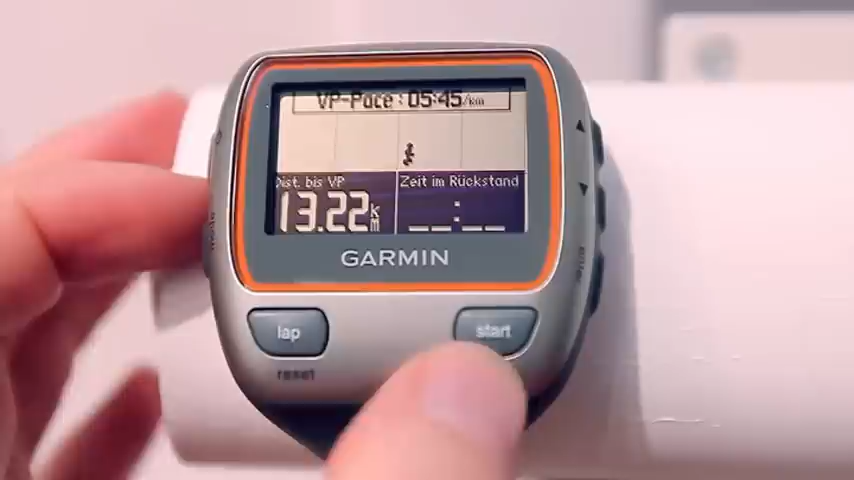 VP-Pace : 05:45/km
Dist. bis VP
Zeit im Rückstand
13.22 km
__:__
GARMIN
lap
start
reset
mode